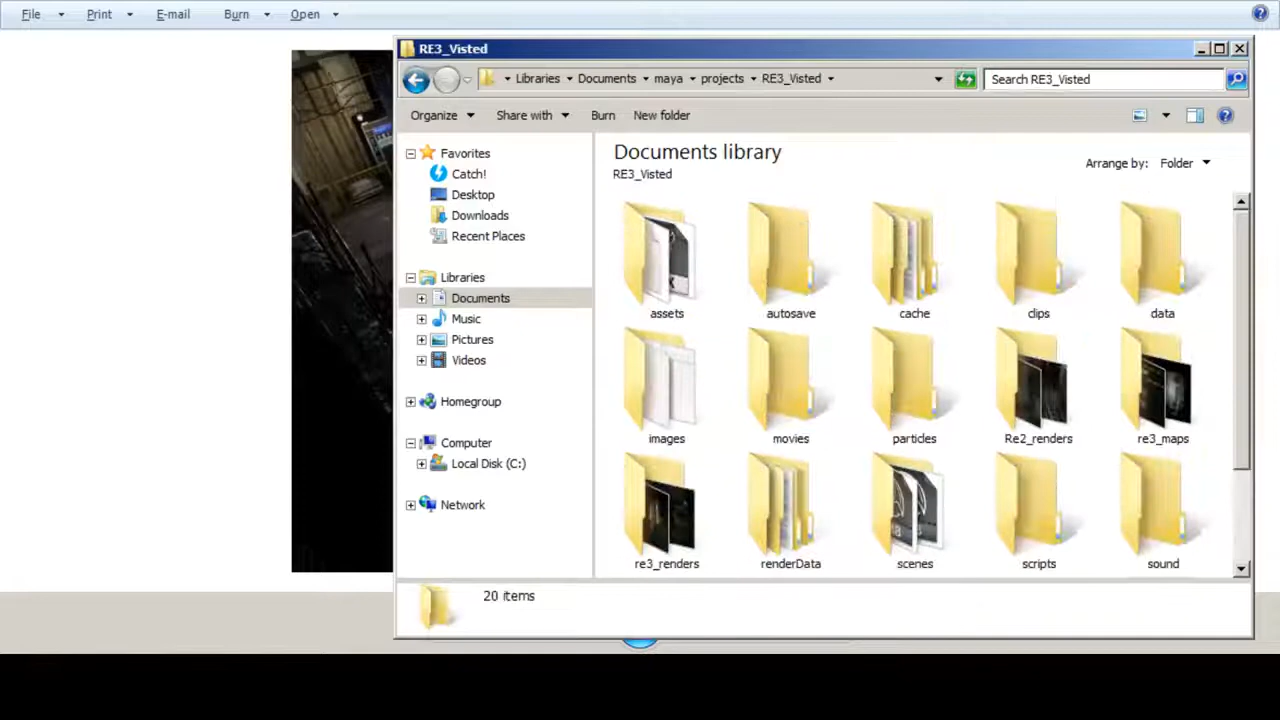 File Print E-mail Burn Open
RE3_Visted
Libraries Documents maya projects RE3_Visted
Search RE3_Visted
Organize Share with Burn New folder
Favorites
Catch!
Desktop
Downloads
Recent Places
Libraries
Documents
Music
Pictures
Videos
Homegroup
Computer
Local Disk (C:)
Network
Documents library
RE3_Visted
Arrange by: Folder
assets autosave cache clips data
images movies particles Re2_renders re3_maps
re3_renders renderData scenes scripts sound
20 items